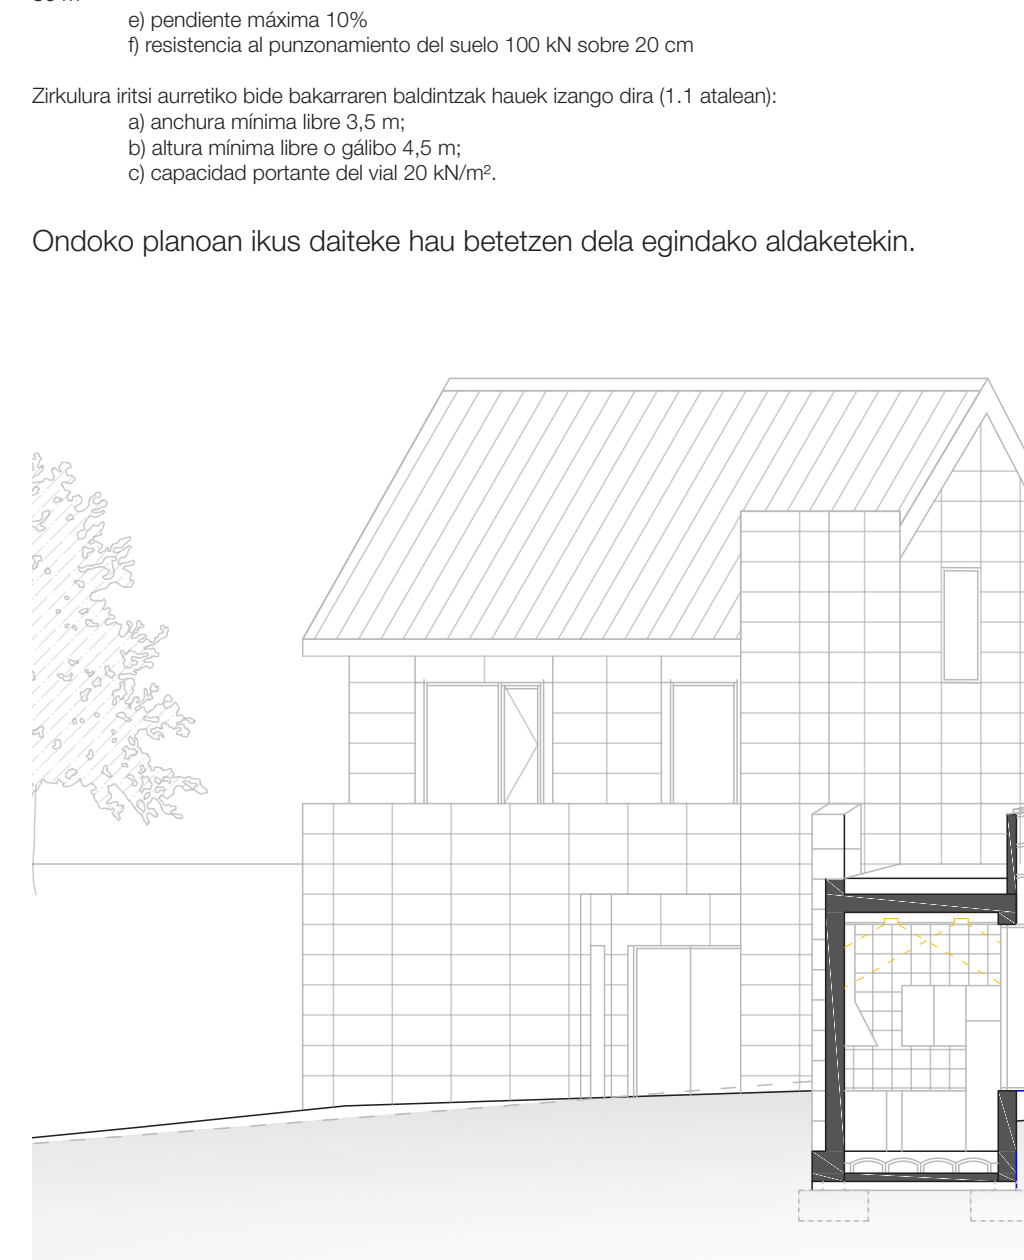 e) pendiente máxima 10%
f) resistencia al punzonamiento del suelo 100 kN sobre 20 cm
Zirkulura iritsi aurretiko bide bakarraren baldintzak hauek izango dira (1.1 atalean):
a) anchura mínima libre 3,5 m;
b) altura mínima libre o gálibo 4,5 m;
c) capacidad portante del vial 20 kN/m².
Ondoko planoan ikus daiteke hau betetzen dela egindako aldaketekin.